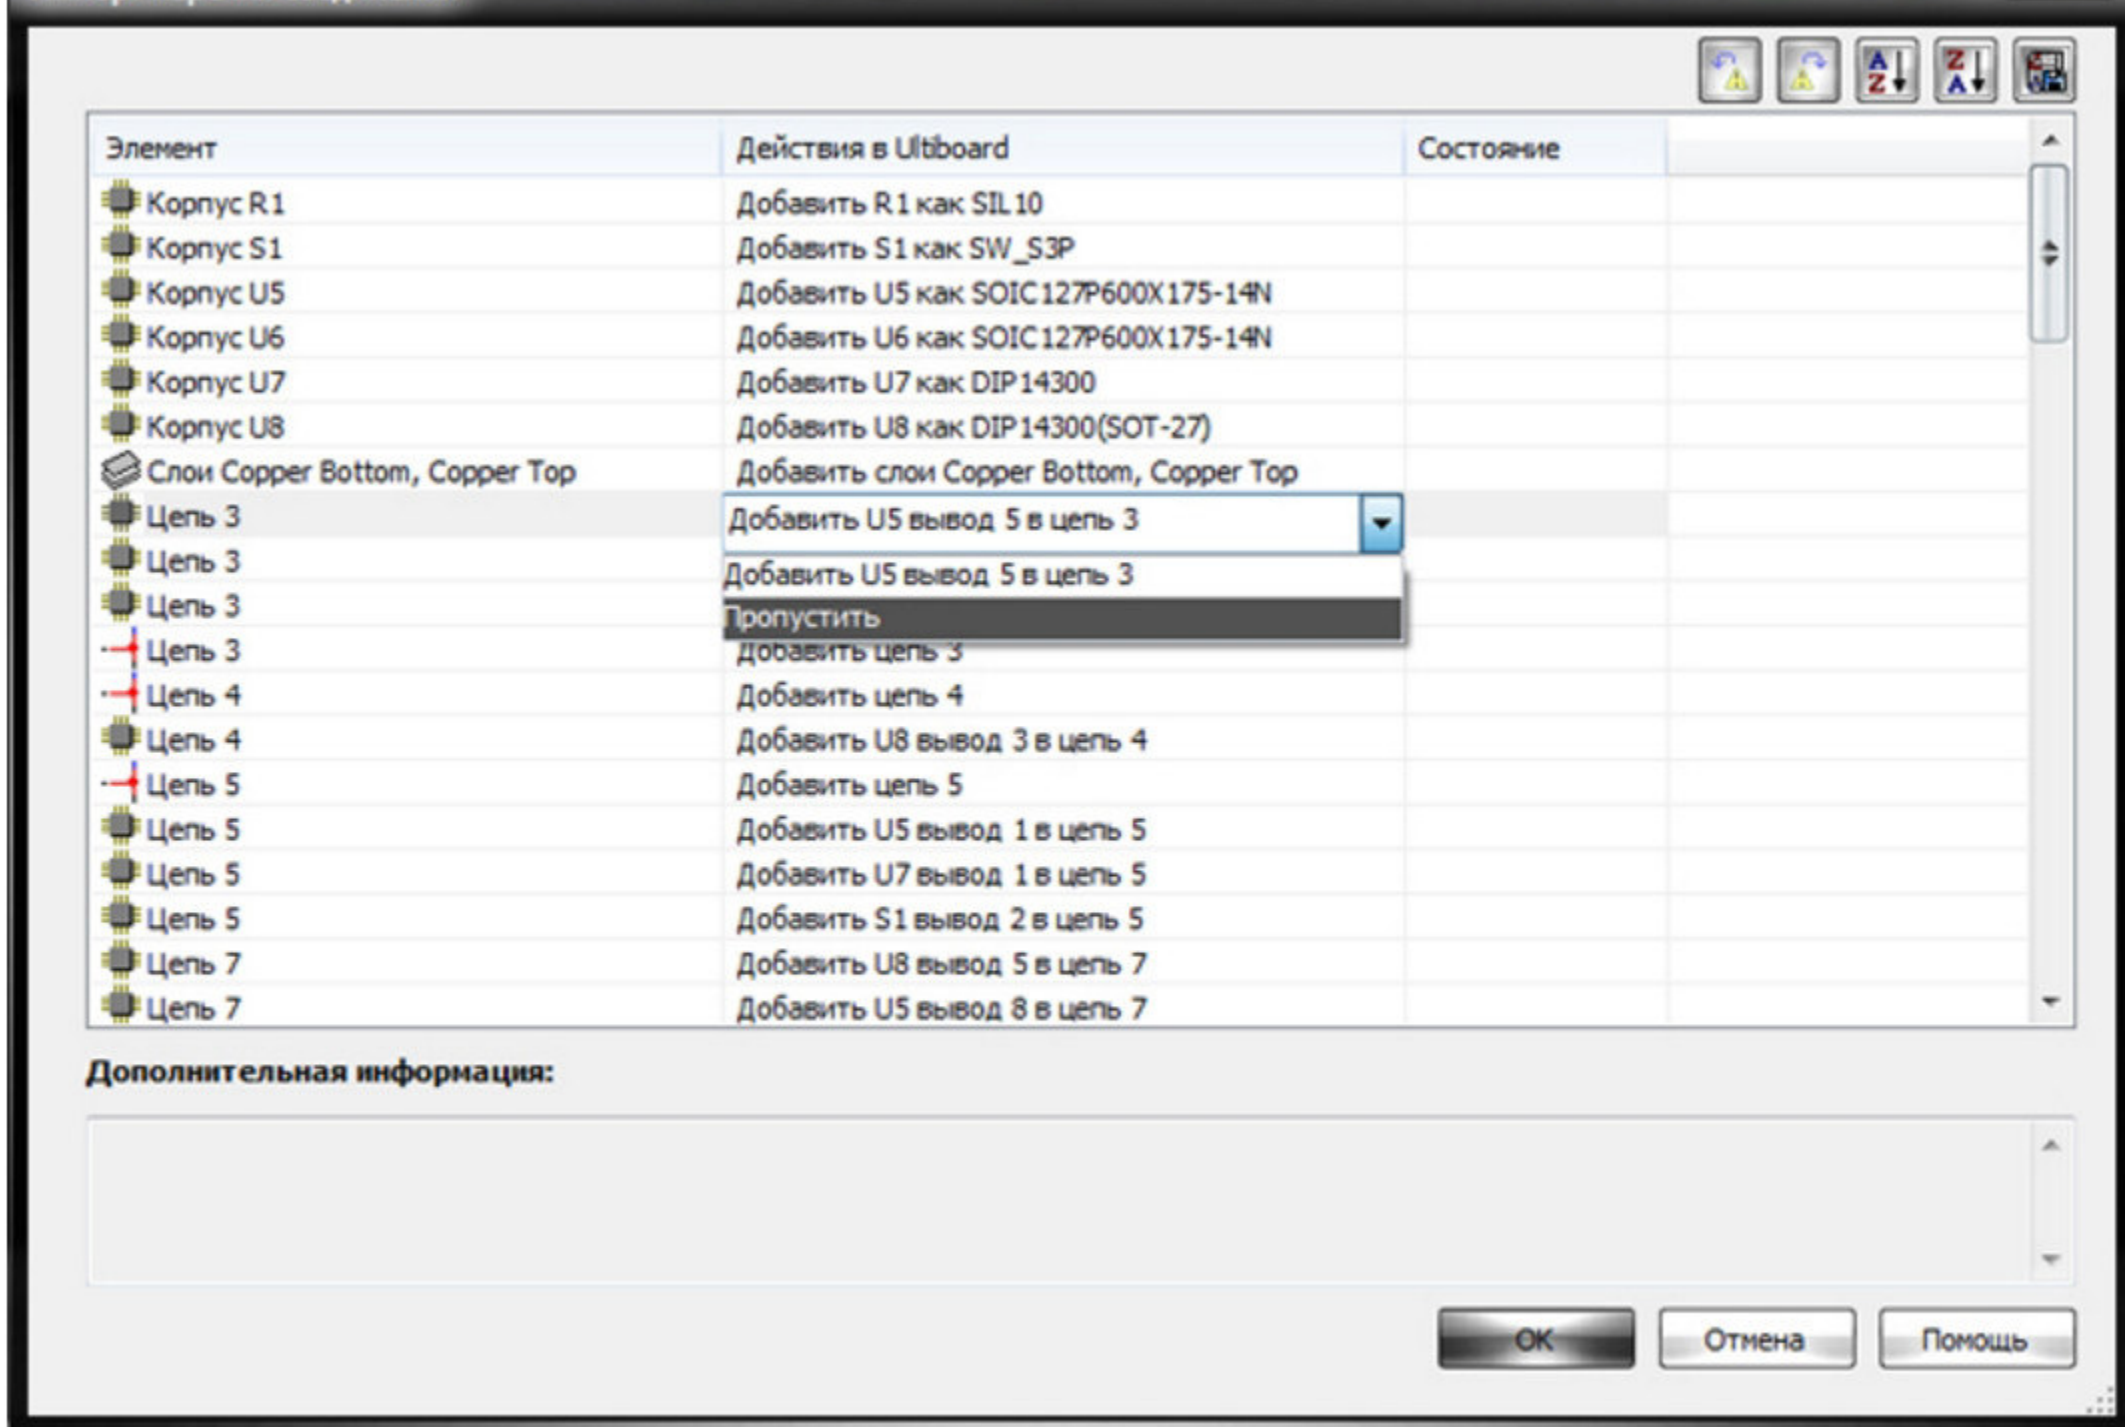 Элемент Действия в Ultiboard Состояние
Корпус R1 Добавить R1 как SIL10
Корпус S1 Добавить S1 как SW_S3P
Корпус U5 Добавить U5 как SOIC127P600X175-14N
Корпус U6 Добавить U6 как SOIC127P600X175-14N
Корпус U7 Добавить U7 как DIP14300
Корпус U8 Добавить U8 как DIP14300(SOT-27)
Слои Copper Bottom, Copper Top Добавить слои Copper Bottom, Copper Top
Цепь 3 Добавить U5 вывод 5 в цепь 3
Цепь 3 Добавить U5 вывод 5 в цепь 3
Цепь 3 Пропустить
Цепь 3 Добавить цепь 3
Цепь 4 Добавить цепь 4
Цепь 4 Добавить U8 вывод 3 в цепь 4
Цепь 5 Добавить цепь 5
Цепь 5 Добавить U5 вывод 1 в цепь 5
Цепь 5 Добавить U7 вывод 1 в цепь 5
Цепь 5 Добавить S1 вывод 2 в цепь 5
Цепь 7 Добавить U8 вывод 5 в цепь 7
Цепь 7 Добавить U5 вывод 8 в цепь 7
Дополнительная информация:
ОК Отмена Помощь